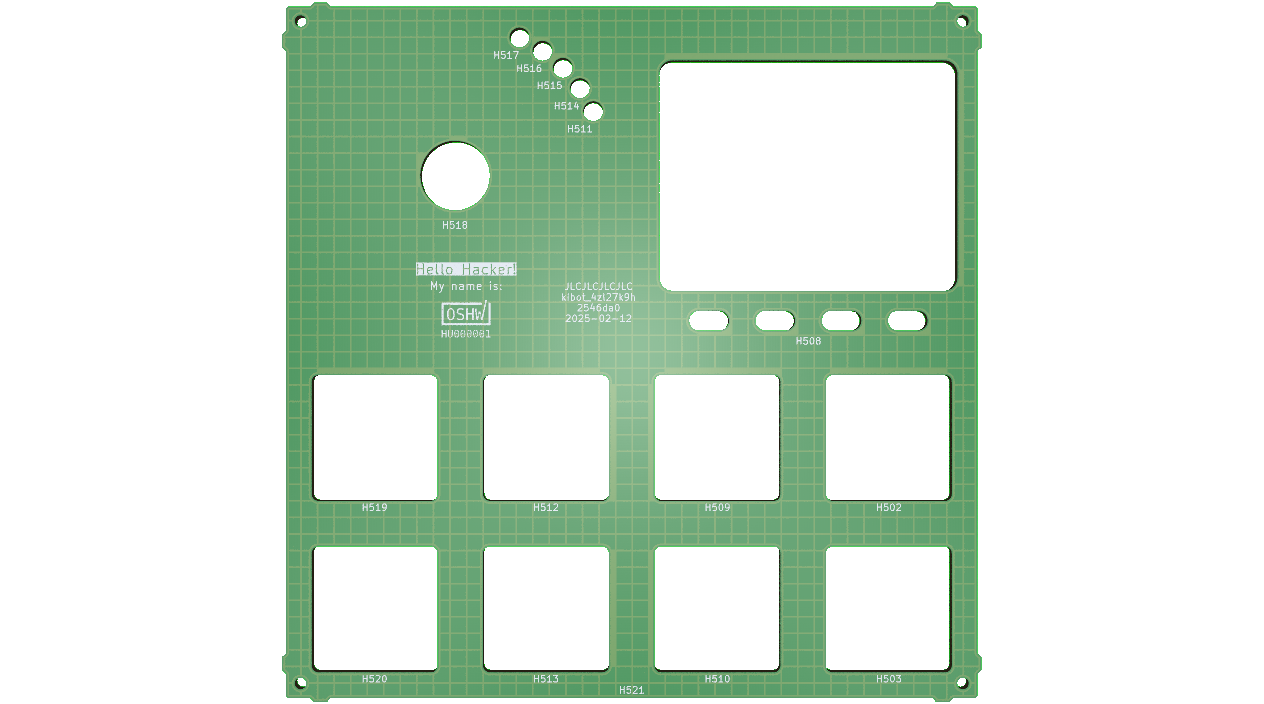 H517
H516
H515
H514
H511
H518
Hello Hacker!
My name is:
OSHW
HU000001
JLCJLCJLCJLC
kibot_4zl27k9h
2546da0
2025-02-12
H508
H519
H512
H509
H502
H520
H513
H510
H503
H521